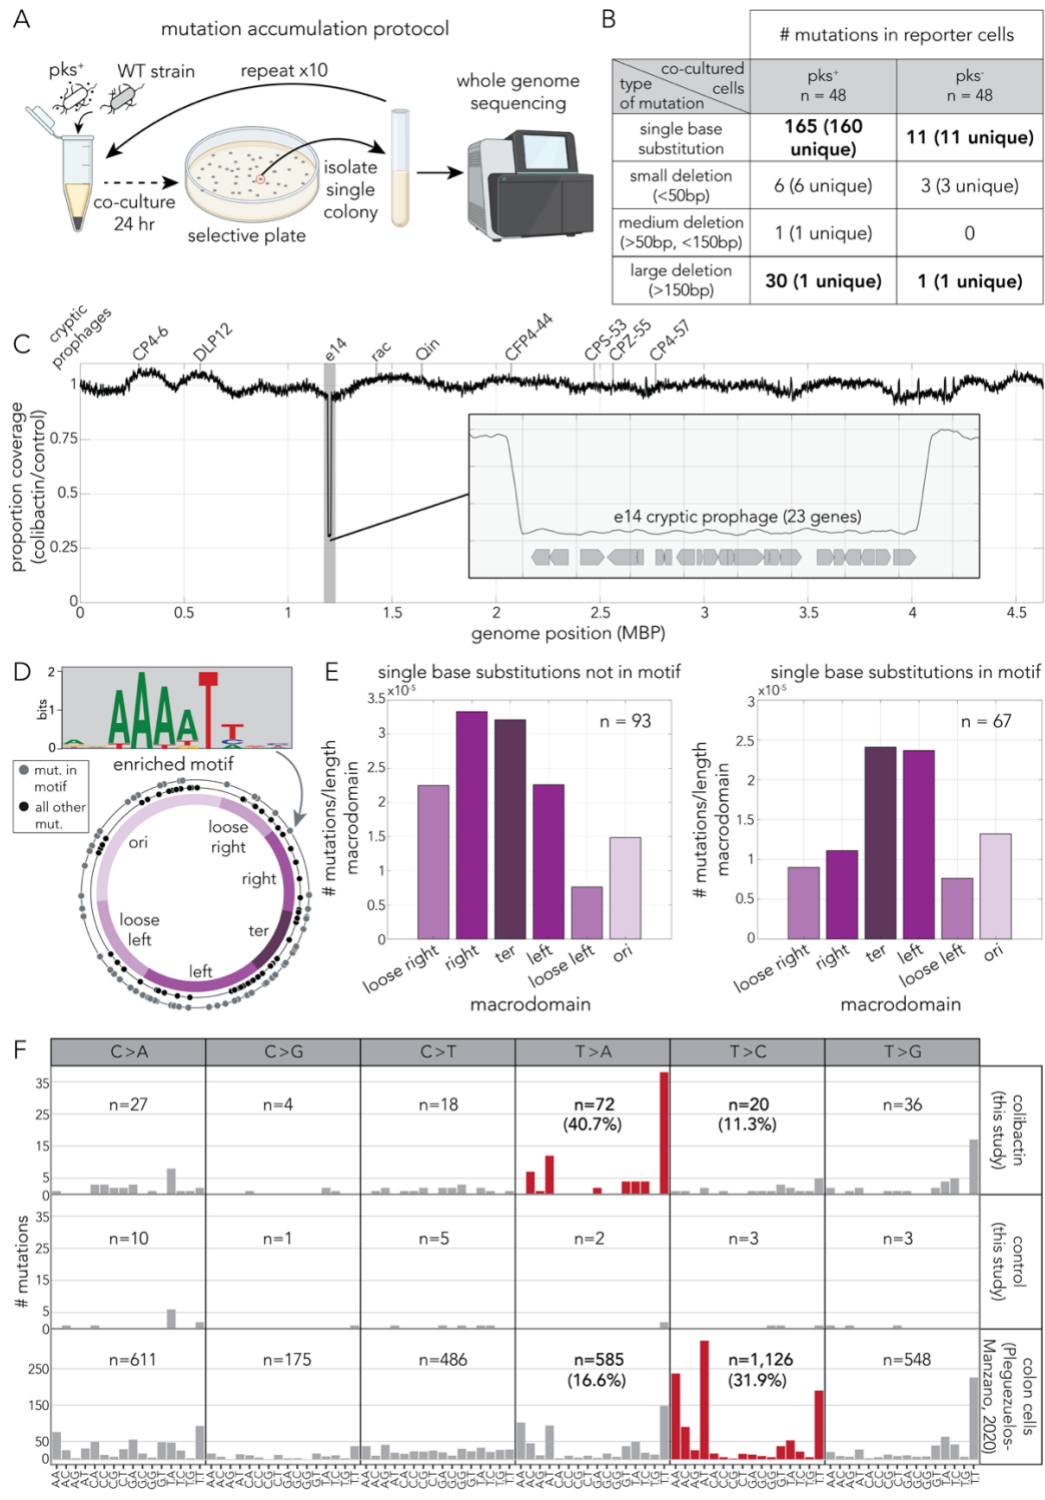 A
mutation accumulation protocol
pks+
WT strain
repeat x10
whole genome
sequencing
co-culture
24 hr
isolate
single
colony
selective plate
B
# mutations in reporter cells
co-cultured
cells
type
of mutation
pks+
n = 48
pks-
n = 48
single base
substitution
165 (160
unique)
11 (11 unique)
small deletion
(<50bp)
6 (6 unique)
3 (3 unique)
medium deletion
(>50bp, <150bp)
1 (1 unique)
0
large deletion
(>150bp)
30 (1 unique)
1 (1 unique)
C
cryptic
prophages
CP4-6
DLP12
e14
rac
Qin
CFP4-44
CPS-53
CPZ-55
CP4-57
proportion coverage
(colibactin/control)
1
0.75
0.5
0.25
0
e14 cryptic prophage (23 genes)
0
0.5
1
1.5
2
2.5
3
3.5
4
4.5
genome position (MBP)
D
bits
2
1
0
AAAATT
enriched motif
mut. in
motif
all other
mut.
ori
loose
right
right
ter
left
loose
left
E
single base substitutions not in motif
x10-5
n = 93
# mutations/length
macrodomain
3.5
3
2.5
2
1.5
1
0.5
0
loose right
right
ter
left
loose left
ori
macrodomain
single base substitutions in motif
x10-5
n = 67
# mutations/length
macrodomain
3
2.5
2
1.5
1
0.5
0
loose right
right
ter
left
loose left
ori
macrodomain
F
C>A
C>G
C>T
T>A
T>C
T>G
# mutations
35
25
15
5
0
n=27
n=4
n=18
n=72
(40.7%)
n=20
(11.3%)
n=36
colibactin
(this study)
35
25
15
5
0
n=10
n=1
n=5
n=2
n=3
n=3
control
(this study)
250
150
50
0
n=611
n=175
n=486
n=585
(16.6%)
n=1,126
(31.9%)
n=548
colon cells
(Pleguezuelos-
Manzano, 2020)